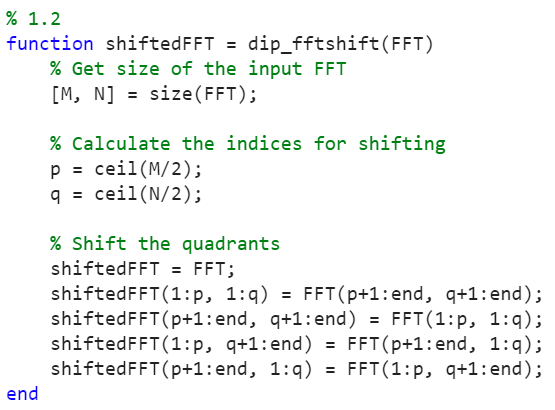 % 1.2
function shiftedFFT = dip_fftshift(FFT)
    % Get size of the input FFT
    [M, N] = size(FFT);

    % Calculate the indices for shifting
    p = ceil(M/2);
    q = ceil(N/2);

    % Shift the quadrants
    shiftedFFT = FFT;
    shiftedFFT(1:p, 1:q) = FFT(p+1:end, q+1:end);
    shiftedFFT(p+1:end, q+1:end) = FFT(1:p, 1:q);
    shiftedFFT(1:p, q+1:end) = FFT(p+1:end, 1:q);
    shiftedFFT(p+1:end, 1:q) = FFT(1:p, q+1:end);
end